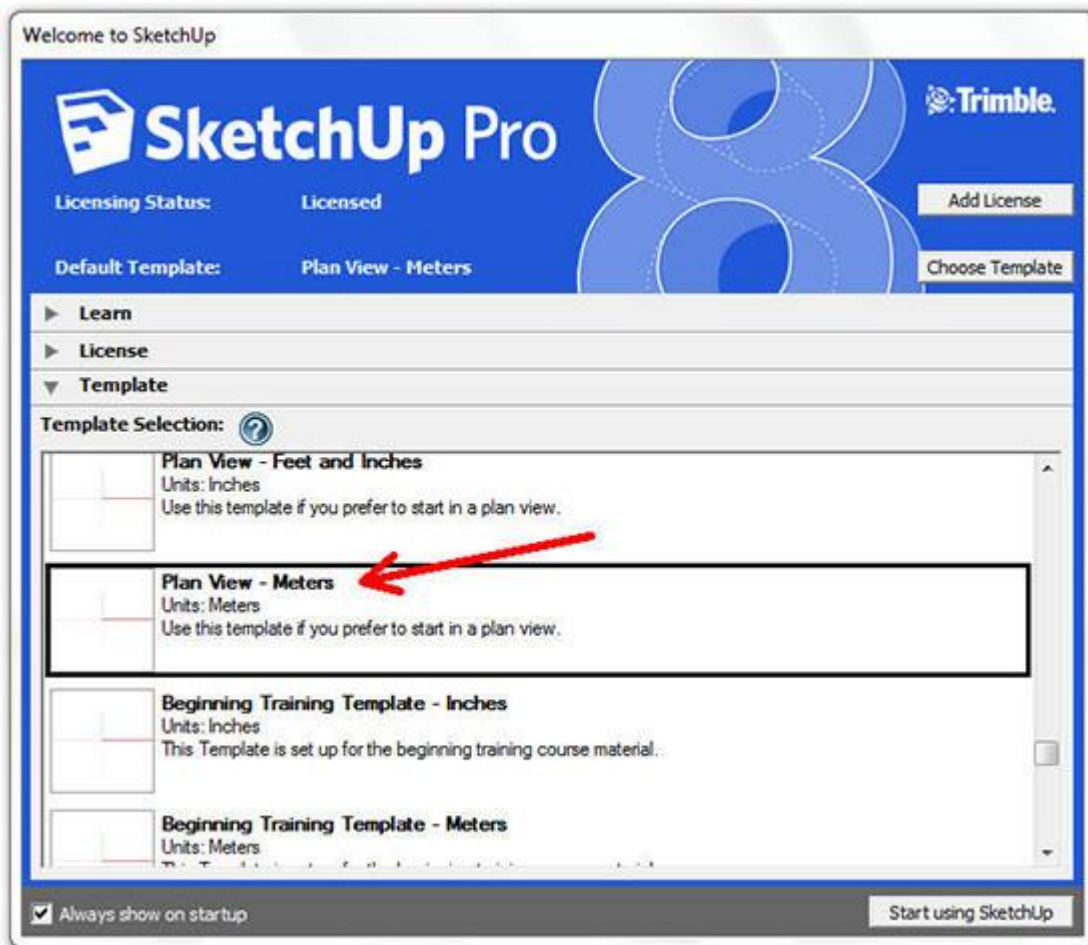 Welcome to SketchUp
SketchUp Pro
Trimble.
Licensing Status: Licensed
Add License
Default Template: Plan View - Meters
Choose Template
Learn
License
Template
Template Selection:
Plan View - Feet and Inches
Units: Inches
Use this template if you prefer to start in a plan view.
Plan View - Meters
Units: Meters
Use this template if you prefer to start in a plan view.
Beginning Training Template - Inches
Units: Inches
This Template is set up for the beginning training course material.
Beginning Training Template - Meters
Units: Meters
Always show on startup
Start using SketchUp